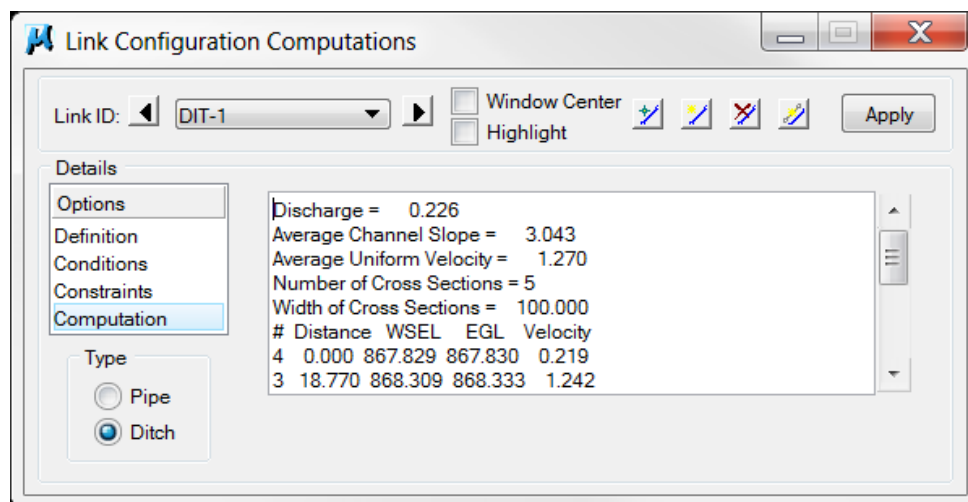 Link Configuration Computations
Link ID: DIT-1 Window Center
Highlight
Apply
Details
Options
Definition
Conditions
Constraints
Computation
Type
Pipe
Ditch
Discharge = 0.226
Average Channel Slope = 3.043
Average Uniform Velocity = 1.270
Number of Cross Sections = 5
Width of Cross Sections = 100.000
# Distance WSEL EGL Velocity
4 0.000 867.829 867.830 0.219
3 18.770 868.309 868.333 1.242